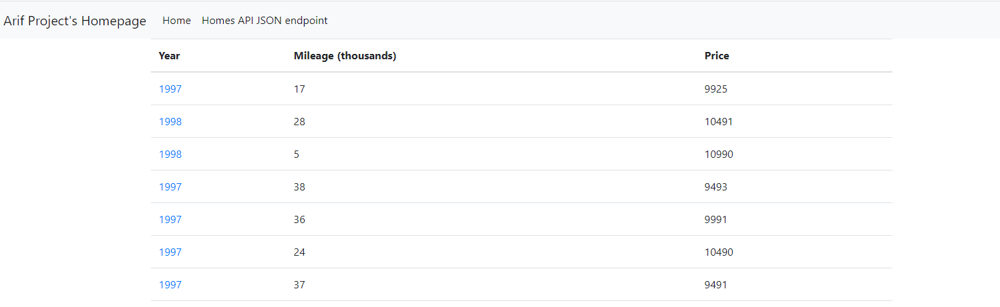 Arif Project's Homepage Home Homes API JSON endpoint
Year Mileage (thousands) Price
1997 17 9925
1998 28 10491
1998 5 10990
1997 38 9493
1997 36 9991
1997 24 10490
1997 37 9491